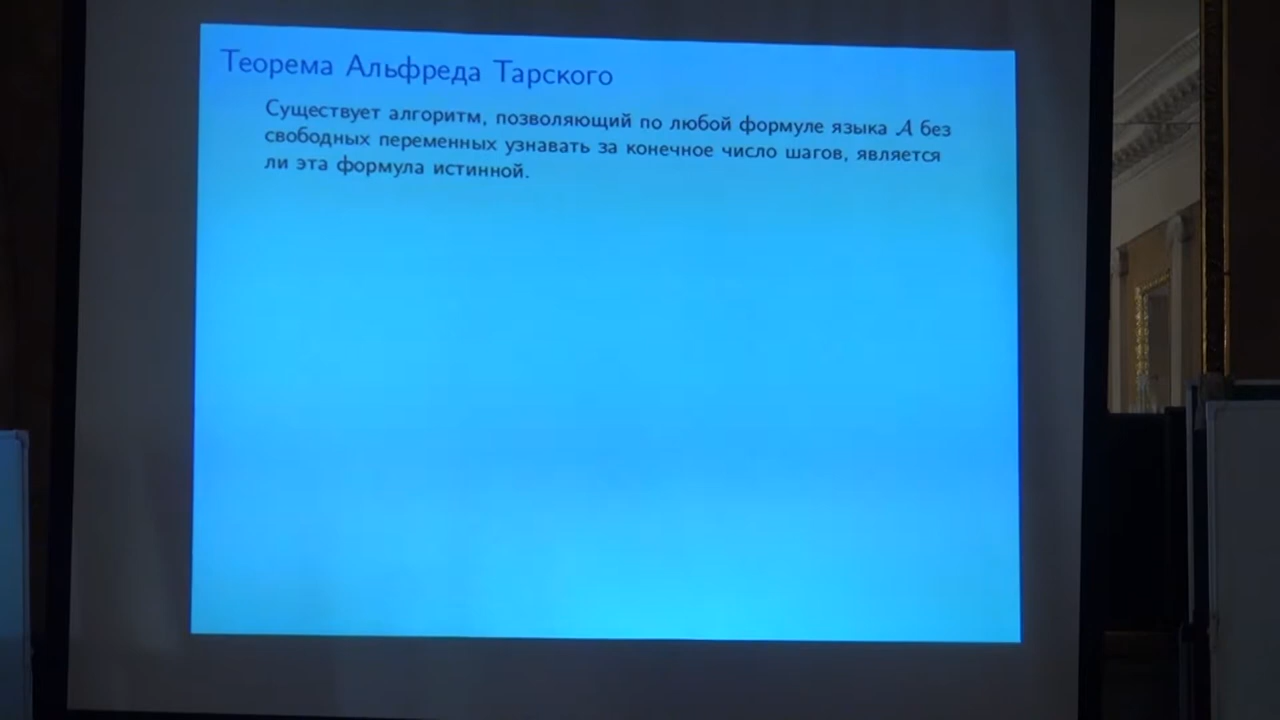 Теорема Альфреда Тарского
Существует алгоритм, позволяющий по любой формуле языка 𝒜 без
свободных переменных узнавать за конечное число шагов, является
ли эта формула истинной.